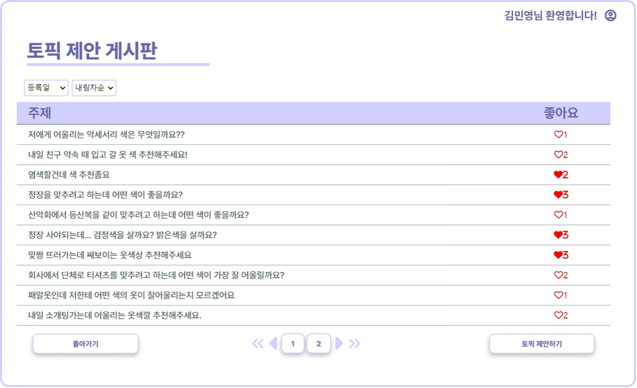 김민영님 환영합니다!
토픽 제안 게시판
등록일 내림차순
주제 좋아요
저에게 어울리는 악세서리 색은 무엇일까요?? 1
내일 친구 약속 때 입고 갈 옷 색 추천해주세요! 2
염색할건데 색 추천좀요 2
정장을 맞추려고 하는데 어떤 색이 좋을까요? 3
산악회에서 등산복을 같이 맞추려고 하는데 어떤 색이 좋을까요? 1
정장 사야되는데... 검정색을 살까요? 밝은색을 살까요? 3
맞짱 뜨러가는데 쌔보이는 옷색상 추천해주세요 3
회사에서 단체로 티셔츠를 맞추려고 하는데 어떤 색이 가장 잘 어울릴까요? 2
패알못인데 저한테 어떤 색의 옷이 잘어울리는지 모르겠어요 1
내일 소개팅가는데 어울리는 옷색깔 추천해주세요. 2
돌아가기 1 2 토픽 제안하기